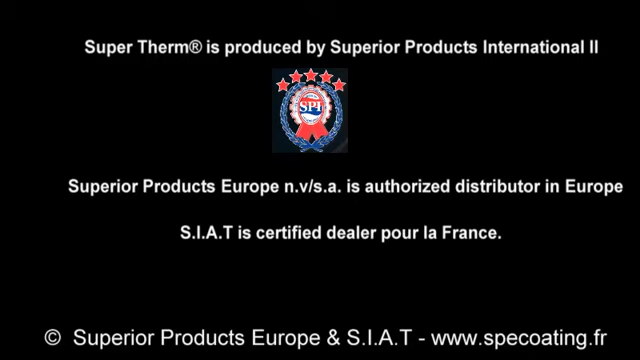 Super Therm® is produced by Superior Products International II
SPI
Superior Products Europe n.v/s.a. is authorized distributor in Europe
S.I.A.T is certified dealer pour la France.
© Superior Products Europe & S.I.A.T - www.specoating.fr